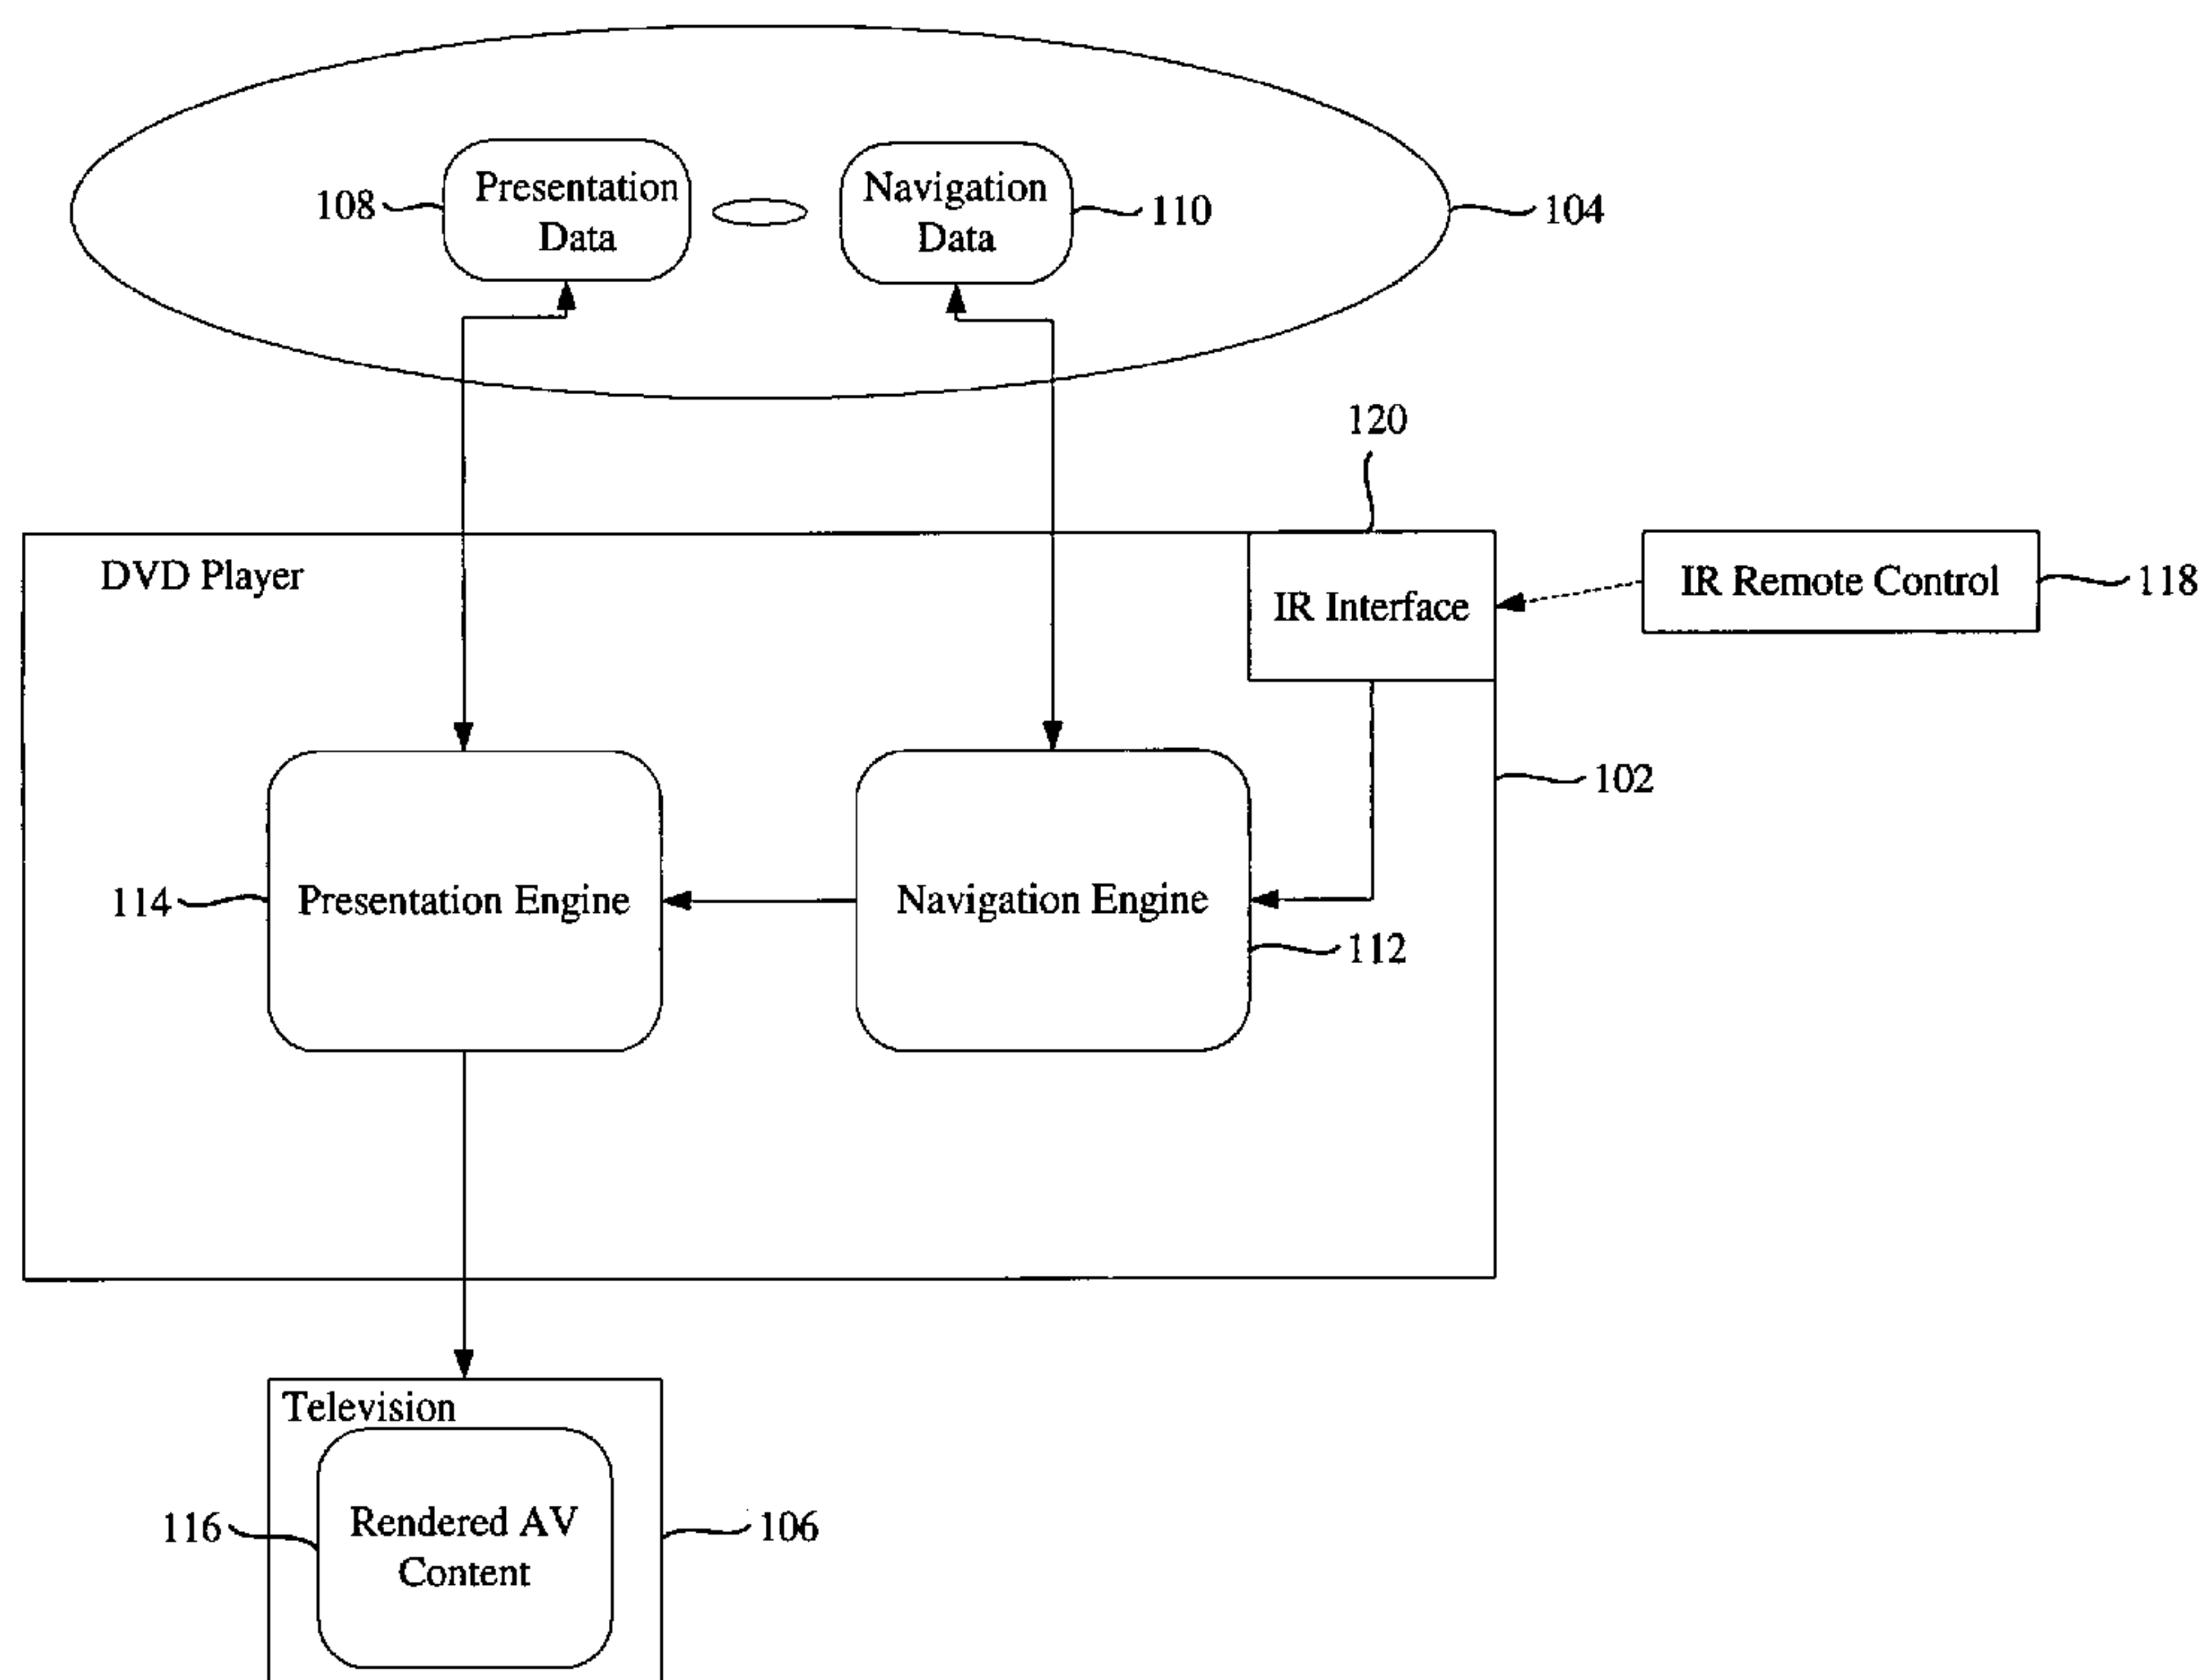 Presentation
Data
108
Navigation
Data
110
104
120
DVD Player
IR Interface
IR Remote Control
118
102
114
Presentation Engine
Navigation Engine
112
Television
116
Rendered AV
Content
106